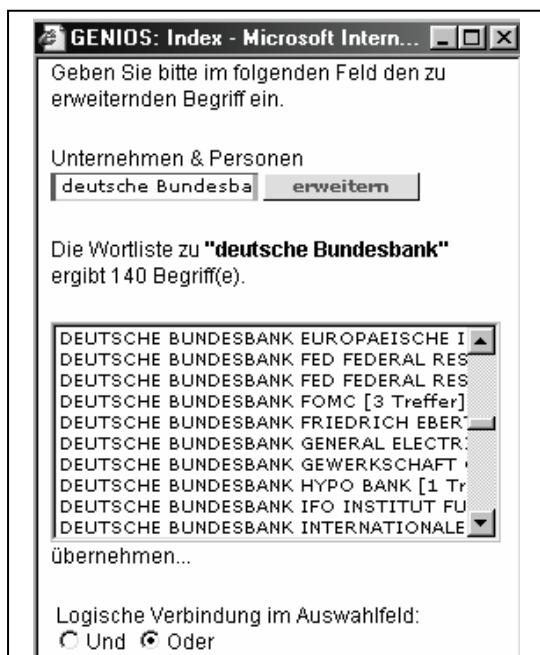 GENIOS: Index - Microsoft Intern...
Geben Sie bitte im folgenden Feld den zu
erweiternden Begriff ein.
Unternehmen & Personen
deutsche Bundesba erweitern
Die Wortliste zu "deutsche Bundesbank"
ergibt 140 Begriff(e).
DEUTSCHE BUNDESBANK EUROPAEISCHE I
DEUTSCHE BUNDESBANK FED FEDERAL RES
DEUTSCHE BUNDESBANK FED FEDERAL RES
DEUTSCHE BUNDESBANK FOMC [3 Treffer]
DEUTSCHE BUNDESBANK FRIEDRICH EBERT
DEUTSCHE BUNDESBANK GENERAL ELECTR
DEUTSCHE BUNDESBANK GEWERKSCHAFT
DEUTSCHE BUNDESBANK HYPO BANK [1 Tr
DEUTSCHE BUNDESBANK IFO INSTITUT FU
DEUTSCHE BUNDESBANK INTERNATIONALE
übernehmen...
Logische Verbindung im Auswahlfeld:
Und Oder